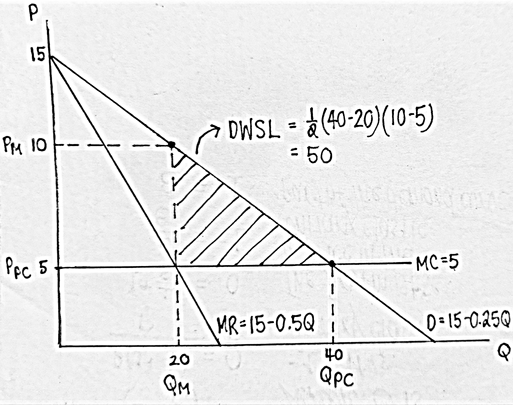 P
15
PM 10
DWSL = 1/2(40-20)(10-5)
= 50
PPC 5
MC=5
MR=15-0.5Q
D=15-0.25Q
Q
20
40
QM
QPC